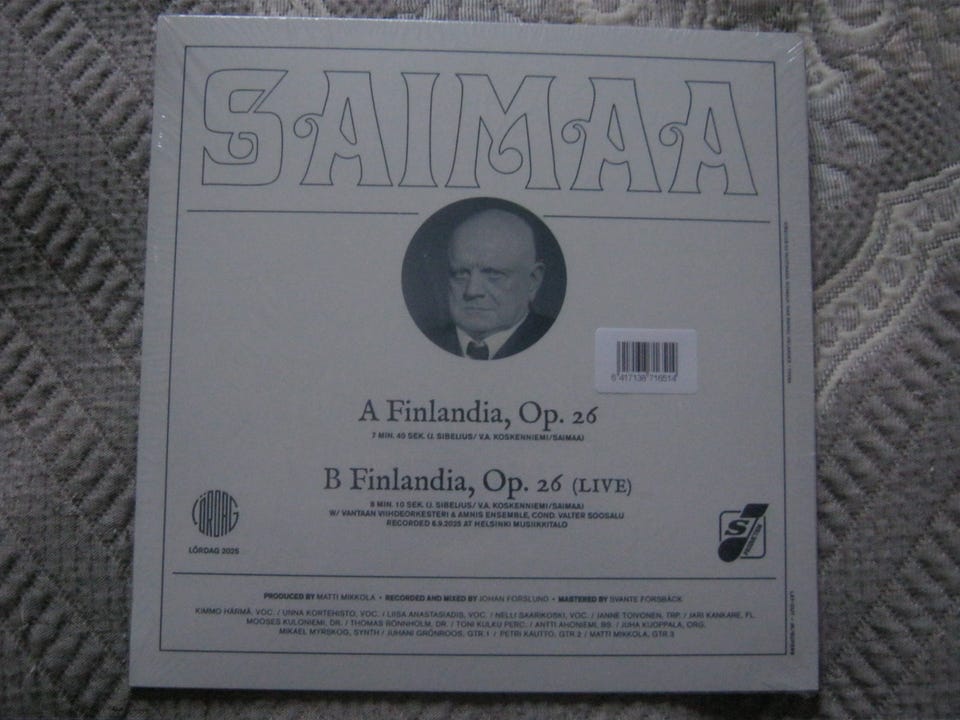 SAIMAA
6 417138 716514
A Finlandia, Op. 26
7 MIN. 40 SEK. (J. SIBELIUS/ V.A. KOSKENNIEMI/SAIMAA)
B Finlandia, Op. 26 (LIVE)
8 MIN. 10 SEK. (J. SIBELIUS/ V.A. KOSKENNIEMI/SAIMAA)
W/ VANTAAN VIIHDEORKESTERI & AMNIS ENSEMBLE, COND. VALTER SOOSALU
RECORDED 6.9.2025 AT HELSINKI MUSIIKKITALO
LÖRDAG
LÖRDAG 2025
S
PRODUCED BY MATTI MIKKOLA • RECORDED AND MIXED BY JOHAN FORSLUND • MASTERED BY SVANTE FORSBÄCK
KIMMO HÄRMÄ, VOC. / UNNA KORTEHISTO, VOC. / LIISA ANASTASIADIS, VOC. / NELLI SAARIKOSKI, VOC. / JANNE TOIVONEN, TRP. / JARI KANKARE, FL.
MOOSES KULONIEMI, DR. / THOMAS RÖNNHOLM, DR. / TONI KULKU PERC. / ANTTI AHONIEMI, BS. / JUHA KUOPPALA, ORG.
MIKAEL MYRSKOG, SYNTH / JUHANI GRÖNROOS, GTR.1 / PETRI KAUTTO, GTR.2 / MATTI MIKKOLA, GTR.3